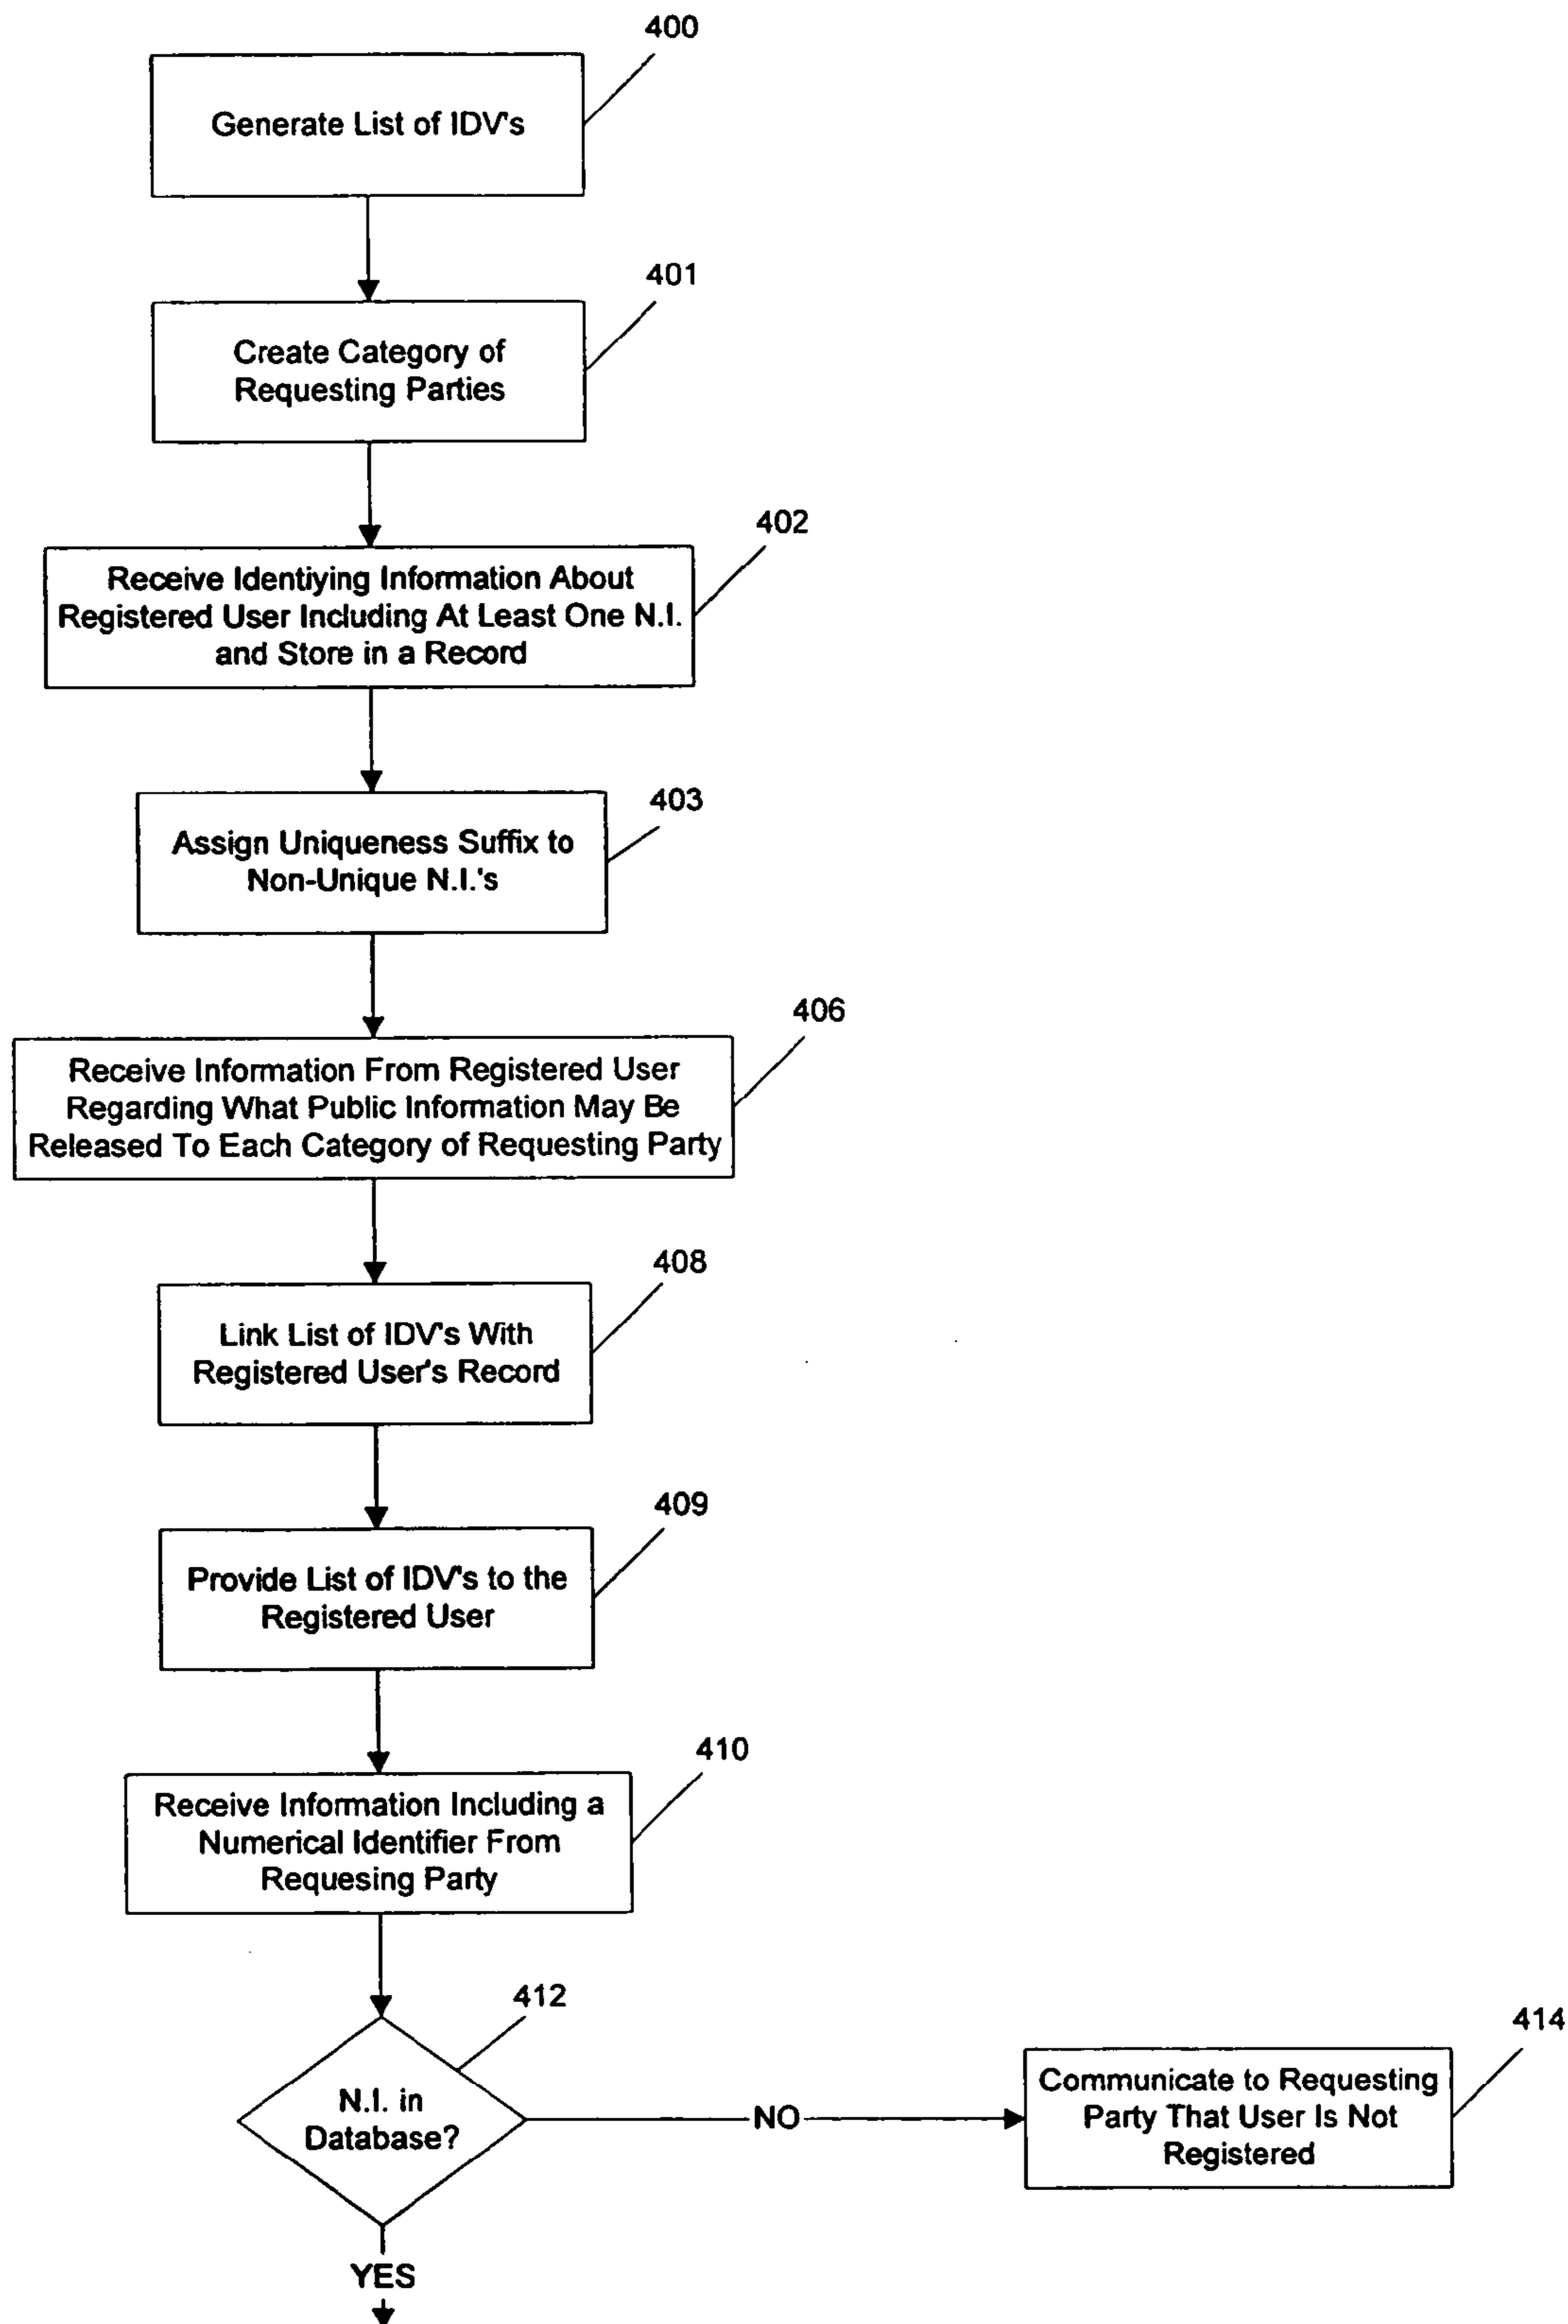 400
Generate List of IDV's
401
Create Category of
Requesting Parties
402
Receive Identiying Information About
Registered User Including At Least One N.I.
and Store in a Record
403
Assign Uniqueness Suffix to
Non-Unique N.I.'s
406
Receive Information From Registered User
Regarding What Public Information May Be
Released To Each Category of Requesting Party
408
Link List of IDV's With
Registered User's Record
409
Provide List of IDV's to the
Registered User
410
Receive Information Including a
Numerical Identifier From
Requesing Party
412
N.I. in
Database?
NO
414
Communicate to Requesting
Party That User Is Not
Registered
YES